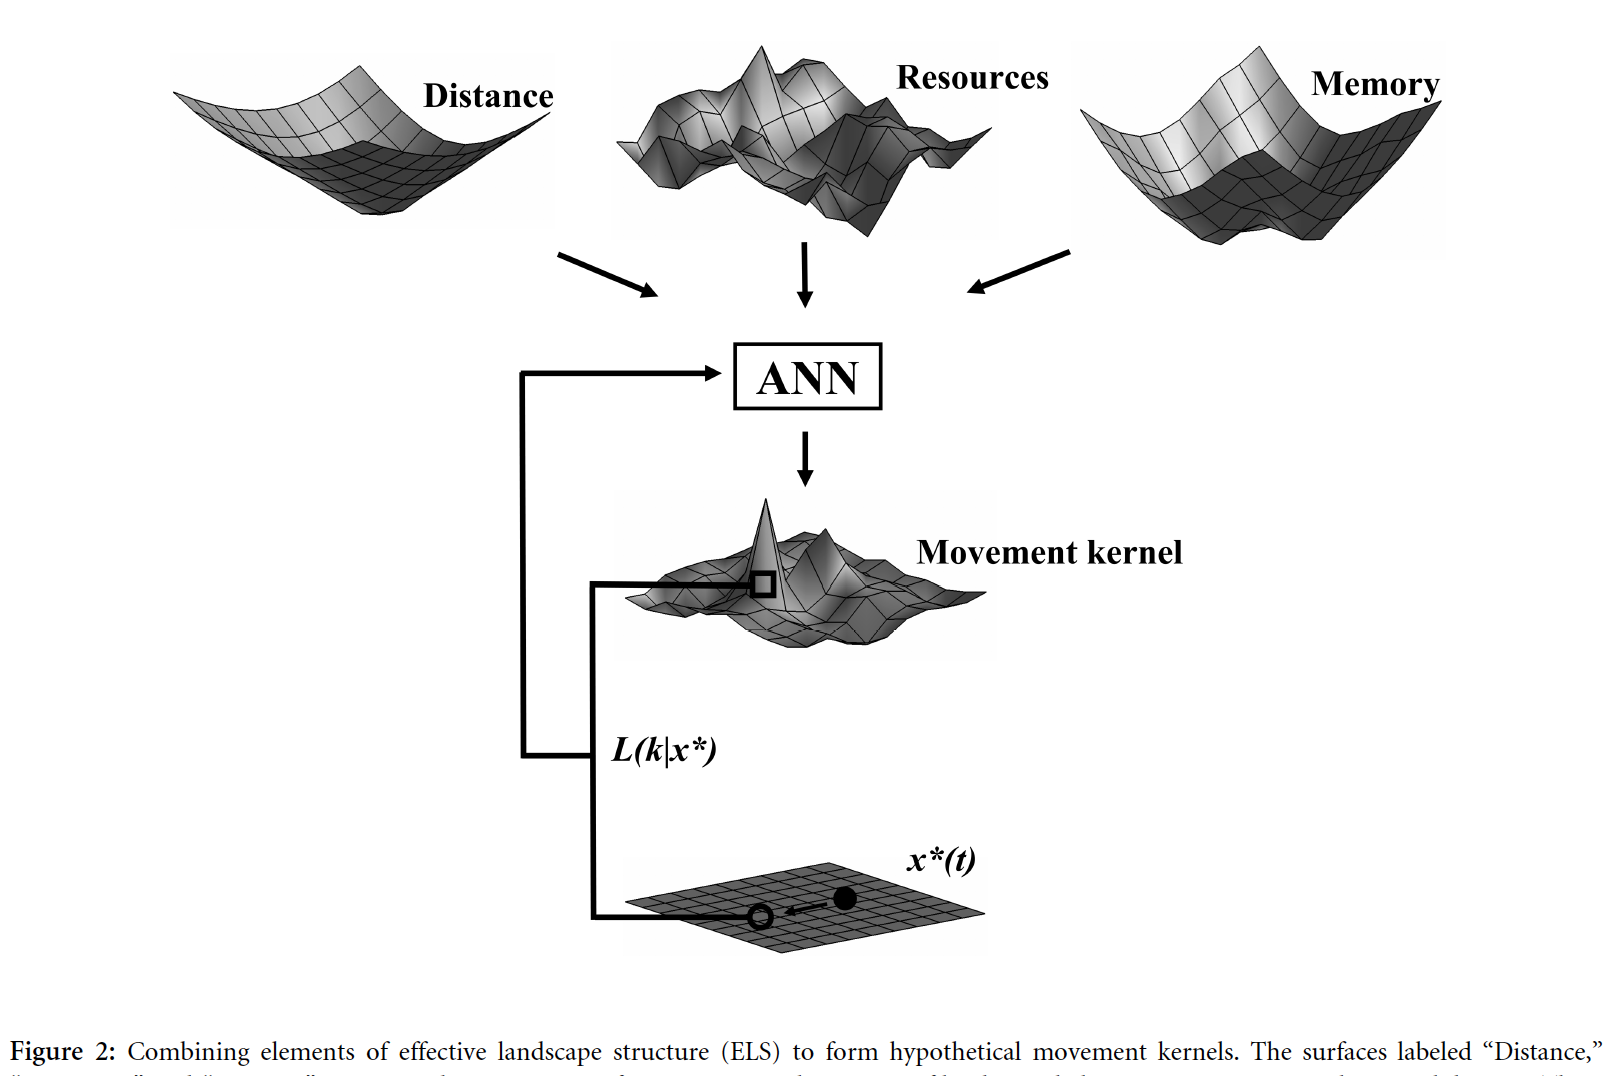 Distance
Resources
Memory
ANN
Movement kernel
L(k|x*)
x*(t)
Figure 2: Combining elements of effective landscape structure (ELS) to form hypothetical movement kernels. The surfaces labeled “Distance,”